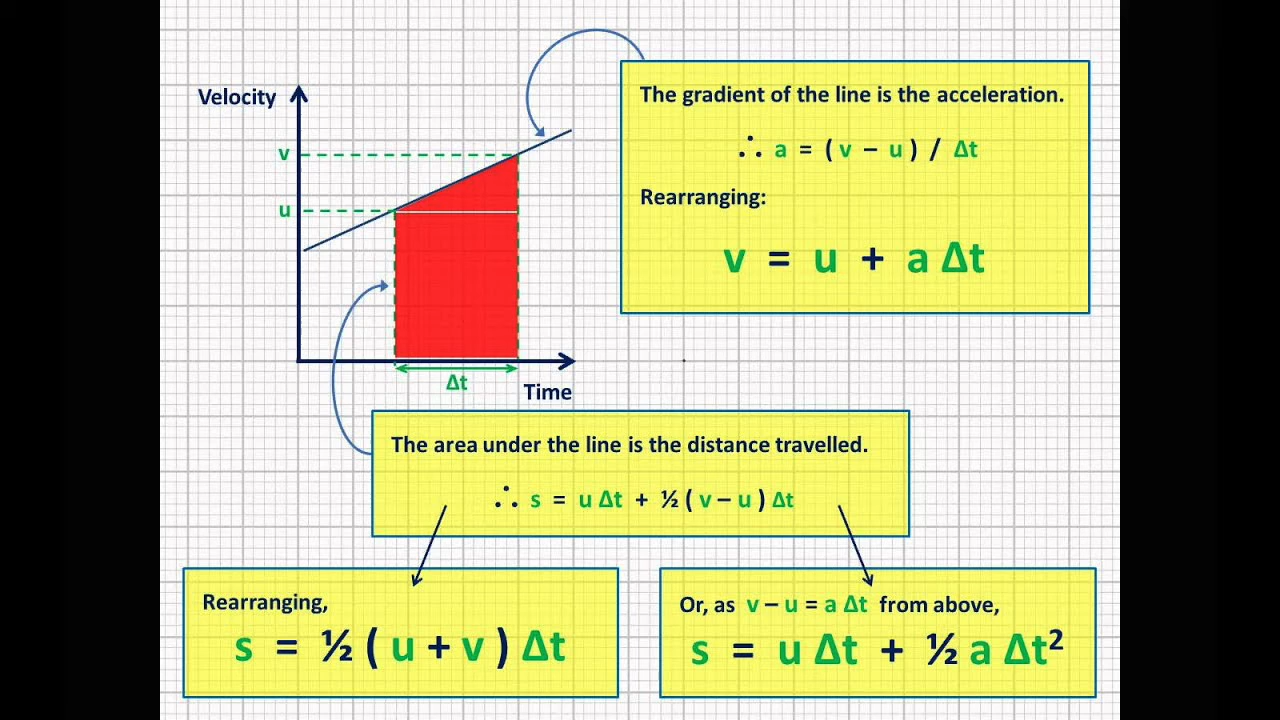 Velocity
v
u
Δt
Time
The gradient of the line is the acceleration.
∴ a = ( v – u ) / Δt
Rearranging:
v = u + a Δt
The area under the line is the distance travelled.
∴ s = u Δt + ½ ( v – u ) Δt
Rearranging,
s = ½ ( u + v ) Δt
Or, as v – u = a Δt from above,
s = u Δt + ½ a Δt²